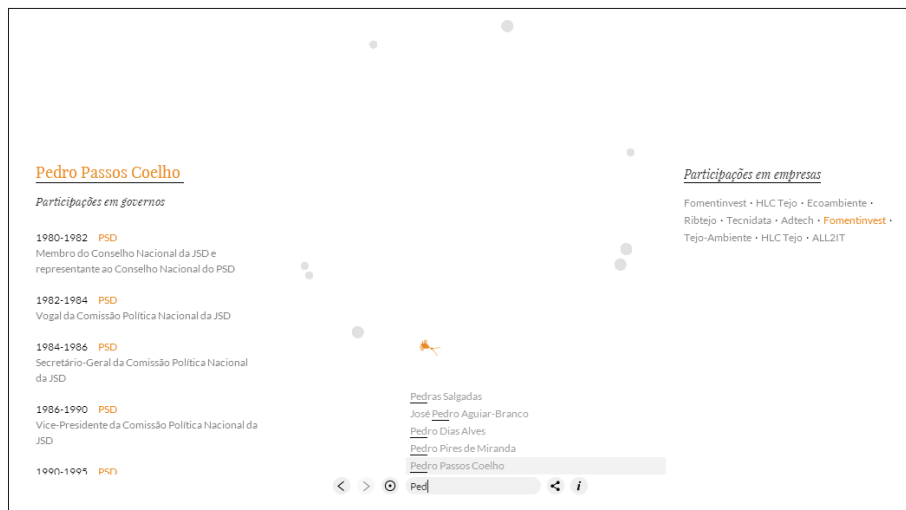 Pedro Passos Coelho
Participações em governos
1980-1982 PSD
Membro do Conselho Nacional da JSD e
representante ao Conselho Nacional do PSD
1982-1984 PSD
Vogal da Comissão Política Nacional da JSD
1984-1986 PSD
Secretário-Geral da Comissão Política Nacional
da JSD
1986-1990 PSD
Vice-Presidente da Comissão Política Nacional da
JSD
1990-1995 PSD
Participações em empresas
Fomentinvest · HLC Tejo · Ecoambiente ·
Ribtejo · Tecnidata · Adtech · Fomentinvest ·
Tejo-Ambiente · HLC Tejo · ALL2IT
Pedras Salgadas
José Pedro Aguiar-Branco
Pedro Dias Alves
Pedro Pires de Miranda
Pedro Passos Coelho
Ped
i